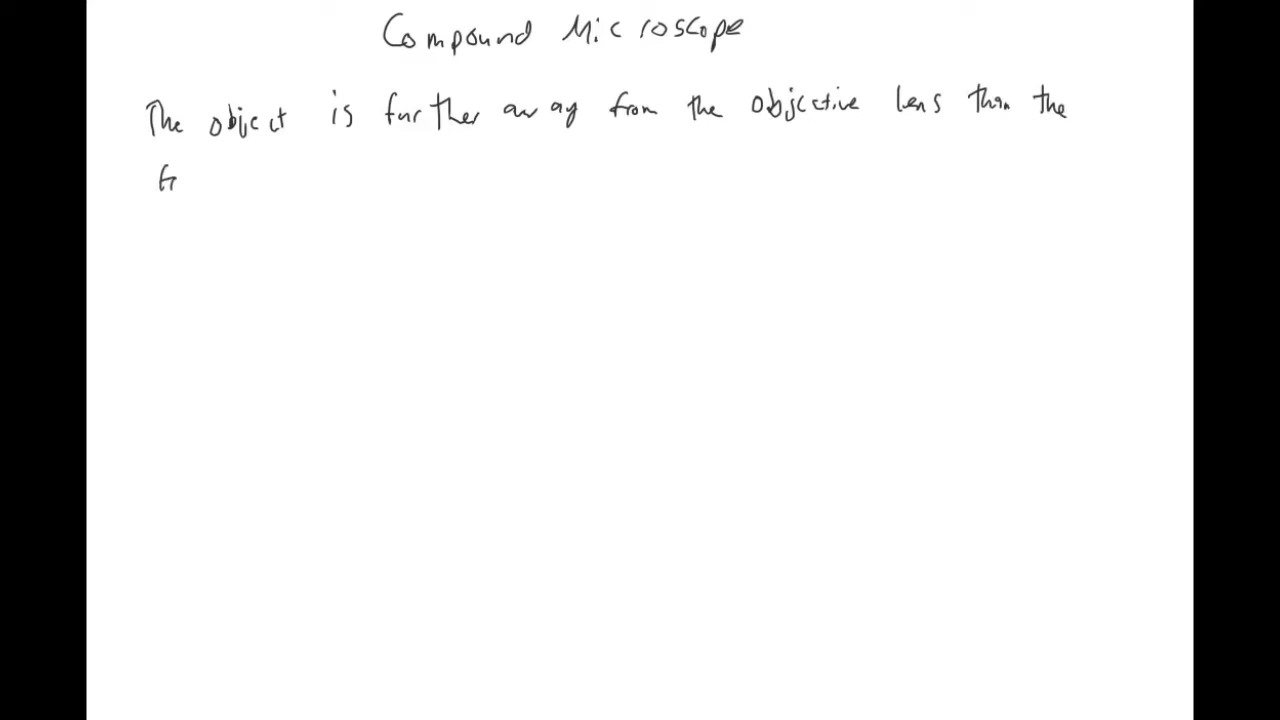 Compound Microscope
The object is further away from the objective lens than the